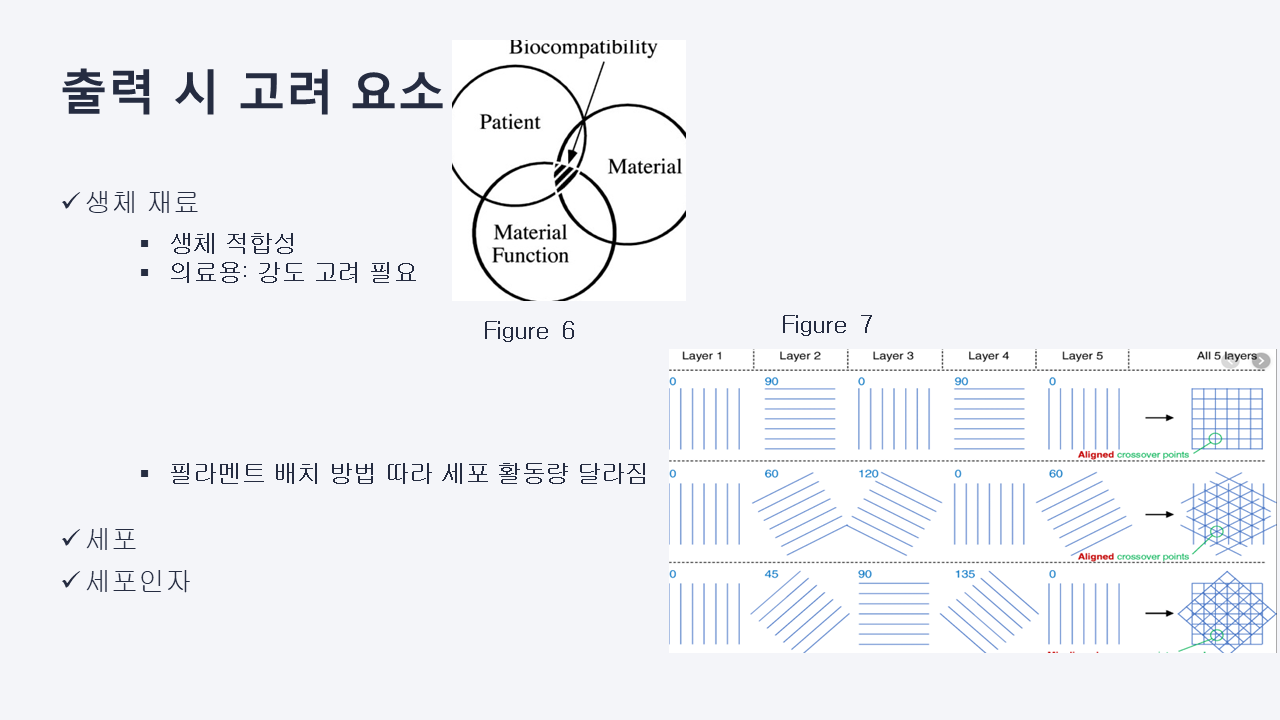 출력 시 고려 요소
✓ 생체 재료
▪ 생체 적합성
▪ 의료용: 강도 고려 필요
Biocompatibility
Patient
Material
Material
Function
Figure 6
Figure 7
Layer 1 Layer 2 Layer 3 Layer 4 Layer 5 All 5 layers
0 90 0 90 0
Aligned crossover points
0 60 120 0 60
Aligned crossover points
0 45 90 135 0
▪ 필라멘트 배치 방법 따라 세포 활동량 달라짐
✓ 세포
✓ 세포인자